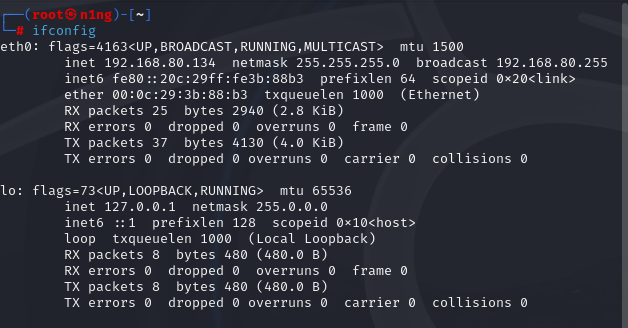 ┌──(root㉿n1ng)-[~]
└─# ifconfig
eth0: flags=4163<UP,BROADCAST,RUNNING,MULTICAST>  mtu 1500
        inet 192.168.80.134  netmask 255.255.255.0  broadcast 192.168.80.255
        inet6 fe80::20c:29ff:fe3b:88b3  prefixlen 64  scopeid 0×20<link>
        ether 00:0c:29:3b:88:b3  txqueuelen 1000  (Ethernet)
        RX packets 25  bytes 2940 (2.8 KiB)
        RX errors 0  dropped 0  overruns 0  frame 0
        TX packets 37  bytes 4130 (4.0 KiB)
        TX errors 0  dropped 0 overruns 0  carrier 0  collisions 0

lo: flags=73<UP,LOOPBACK,RUNNING>  mtu 65536
        inet 127.0.0.1  netmask 255.0.0.0
        inet6 ::1  prefixlen 128  scopeid 0×10<host>
        loop  txqueuelen 1000  (Local Loopback)
        RX packets 8  bytes 480 (480.0 B)
        RX errors 0  dropped 0  overruns 0  frame 0
        TX packets 8  bytes 480 (480.0 B)
        TX errors 0  dropped 0 overruns 0  carrier 0  collisions 0